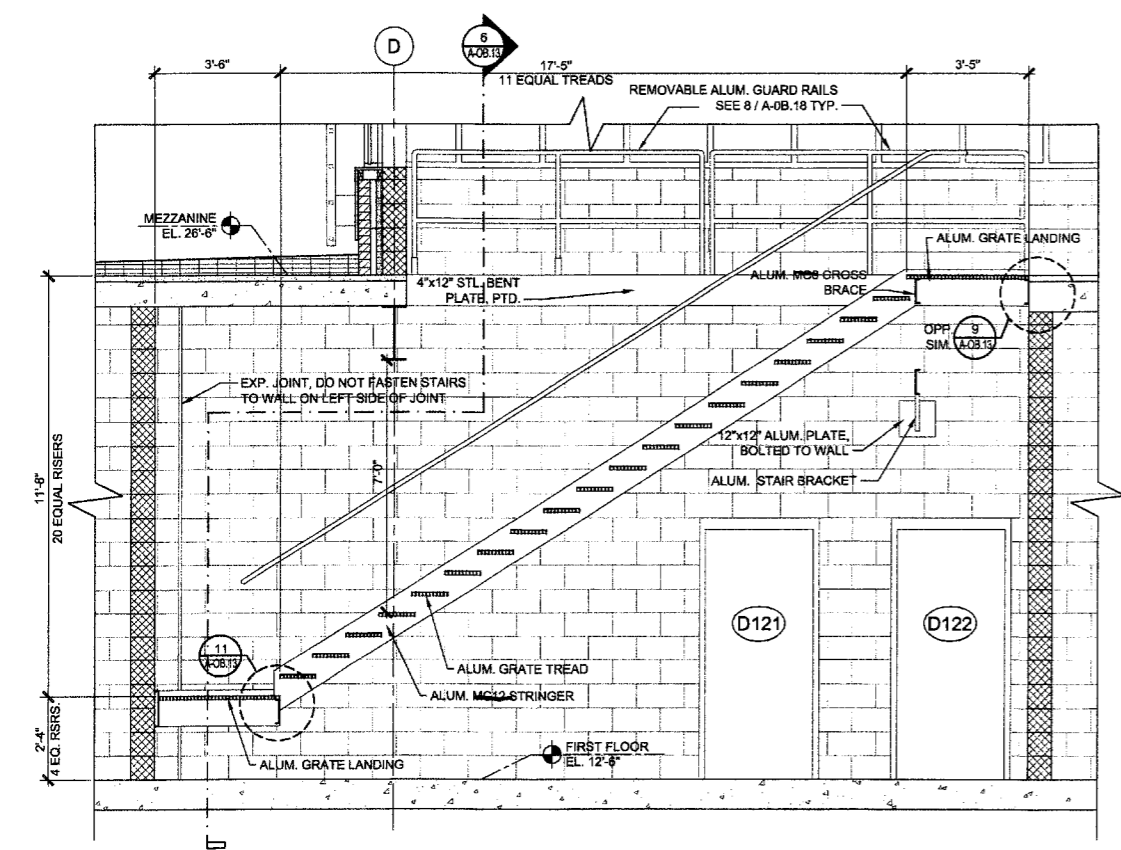 D
6
A-0B.13
3'-6"
17'-5"
11 EQUAL TREADS
3'-5"
REMOVABLE ALUM. GUARD RAILS
SEE 8 / A-0B.18 TYP.
MEZZANINE
EL. 26'-6"
ALUM. GRATE LANDING
4"x12" STL. BENT
PLATE, PTD.
ALUM. MC8 CROSS
BRACE
OPP.
SIM.
9
A-0B.13
EXP. JOINT, DO NOT FASTEN STAIRS
TO WALL ON LEFT SIDE OF JOINT
7'-0"
12"x12" ALUM. PLATE,
BOLTED TO WALL
ALUM. STAIR BRACKET
11'-8"
20 EQUAL RISERS
D121
D122
11
A-0B.13
ALUM. GRATE TREAD
ALUM. MC12 STRINGER
2'-4"
4 EQ. RSRS.
FIRST FLOOR
EL. 12'-6"
ALUM. GRATE LANDING